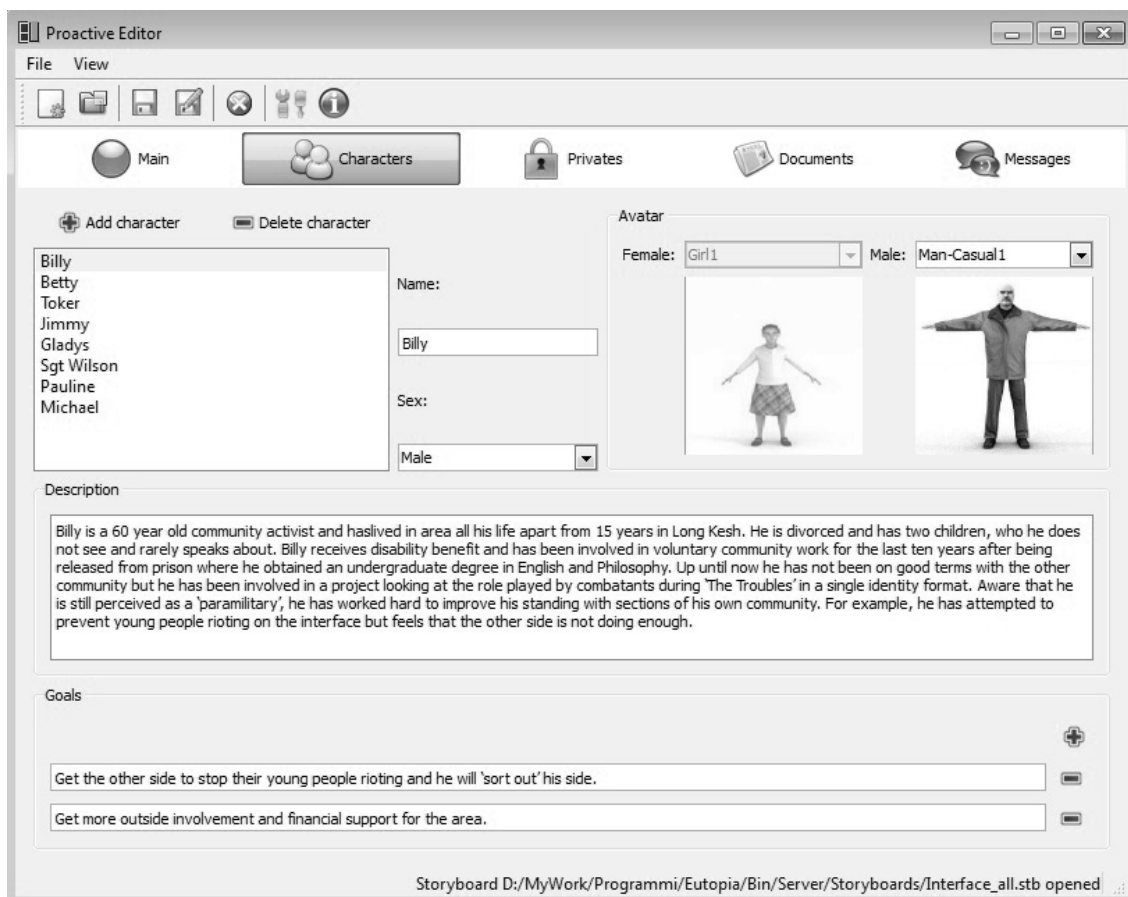 Proactive Editor
File View
Main Characters Privates Documents Messages
Add character Delete character
Billy
Betty
Toker
Jimmy
Gladys
Sgt Wilson
Pauline
Michael
Name:
Billy
Sex:
Male
Avatar
Female: Girl1 Male: Man-Casual1
Description
Billy is a 60 year old community activist and haslived in area all his life apart from 15 years in Long Kesh. He is divorced and has two children, who he does
not see and rarely speaks about. Billy receives disability benefit and has been involved in voluntary community work for the last ten years after being
released from prison where he obtained an undergraduate degree in English and Philosophy. Up until now he has not been on good terms with the other
community but he has been involved in a project looking at the role played by combatants during 'The Troubles' in a single identity format. Aware that he
is still perceived as a 'paramilitary', he has worked hard to improve his standing with sections of his own community. For example, he has attempted to
prevent young people rioting on the interface but feels that the other side is not doing enough.
Goals
Get the other side to stop their young people rioting and he will 'sort out' his side.
Get more outside involvement and financial support for the area.
Storyboard D:/MyWork/Programmi/Eutopia/Bin/Server/Storyboards/Interface_all.stb opened